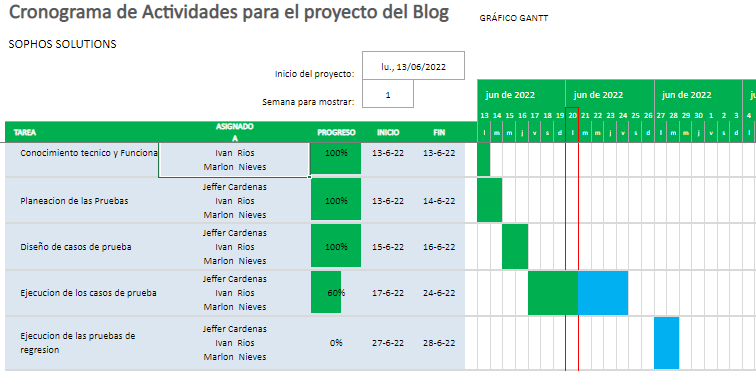 Cronograma de Actividades para el proyecto del Blog
GRÁFICO GANTT
SOPHOS SOLUTIONS
Inicio del proyecto:
lu., 13/06/2022
Semana para mostrar:
1
jun de 2022
jun de 2022
jun de 2022
ju
13 14 15 16 17 18 19 20 21 22 23 24 25 26 27 28 29 30 1 2 3 4
TAREA
ASIGNADO
A
PROGRESO
INICIO
FIN
l m m j v s d l m m j v s d l m m j v s d l
Conocimiento tecnico y Funciona
Ivan Rios
Marlon Nieves
100%
13-6-22
13-6-22
Planeacion de las Pruebas
Jeffer Cardenas
Ivan Rios
Marlon Nieves
100%
13-6-22
14-6-22
Diseño de casos de prueba
Jeffer Cardenas
Ivan Rios
Marlon Nieves
100%
15-6-22
16-6-22
Ejecucion de los casos de prueba
Jeffer Cardenas
Ivan Rios
Marlon Nieves
60%
17-6-22
24-6-22
Ejecucion de las pruebas de
regresion
Jeffer Cardenas
Ivan Rios
Marlon Nieves
0%
27-6-22
28-6-22